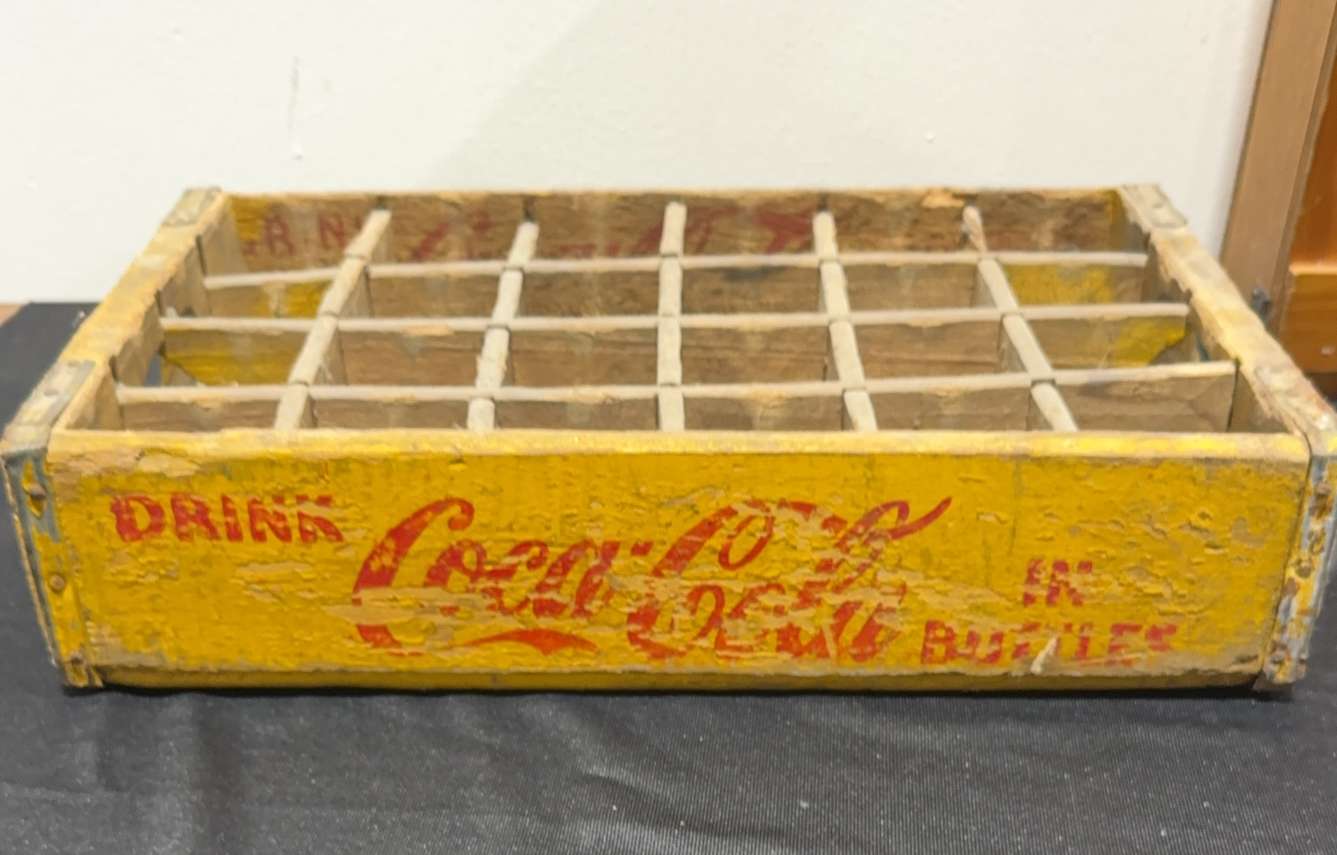 DRINK
Coca-Cola
IN
BOTTLES